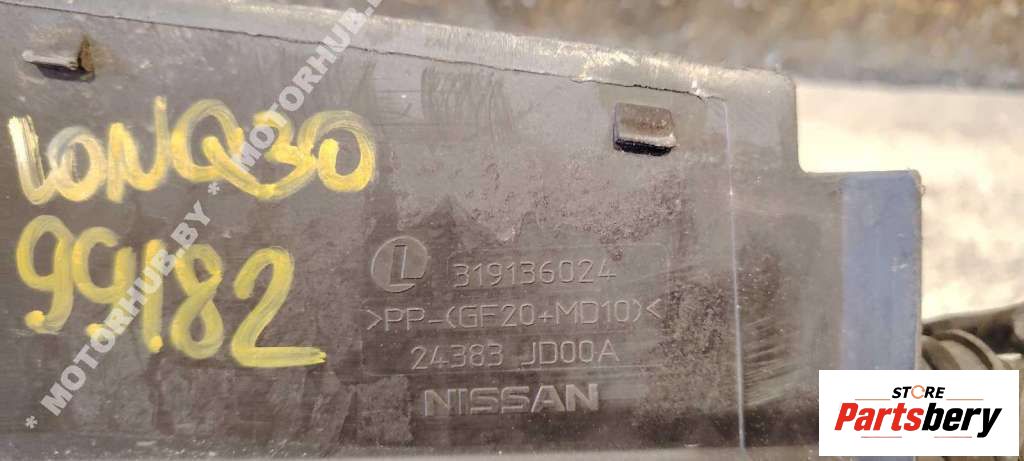 LONQ30
99182
L
319136024
>PP-(GF20+MD10)<
24383 JD00A
NISSAN
* MOTORHUB.BY * MOTORHUB.BY
STORE
Partsbery